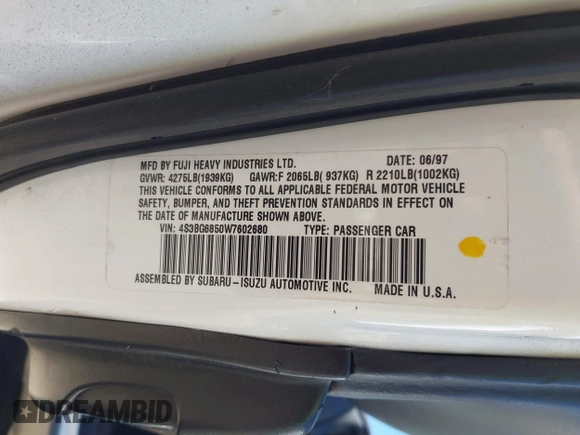 MFD BY FUJI HEAVY INDUSTRIES LTD. DATE: 06/97
GVWR: 4275LB(1939KG) GAWR:F 2065LB( 937KG) R 2210LB(1002KG)
THIS VEHICLE CONFORMS TO ALL APPLICABLE FEDERAL MOTOR VEHICLE
SAFETY, BUMPER, AND THEFT PREVENTION STANDARDS IN EFFECT ON
THE DATE OF MANUFACTURE SHOWN ABOVE.
VIN: 4S3BG6850W7602680 TYPE: PASSENGER CAR
ASSEMBLED BY SUBARU-ISUZU AUTOMOTIVE INC. MADE IN U.S.A.
DREAMBID